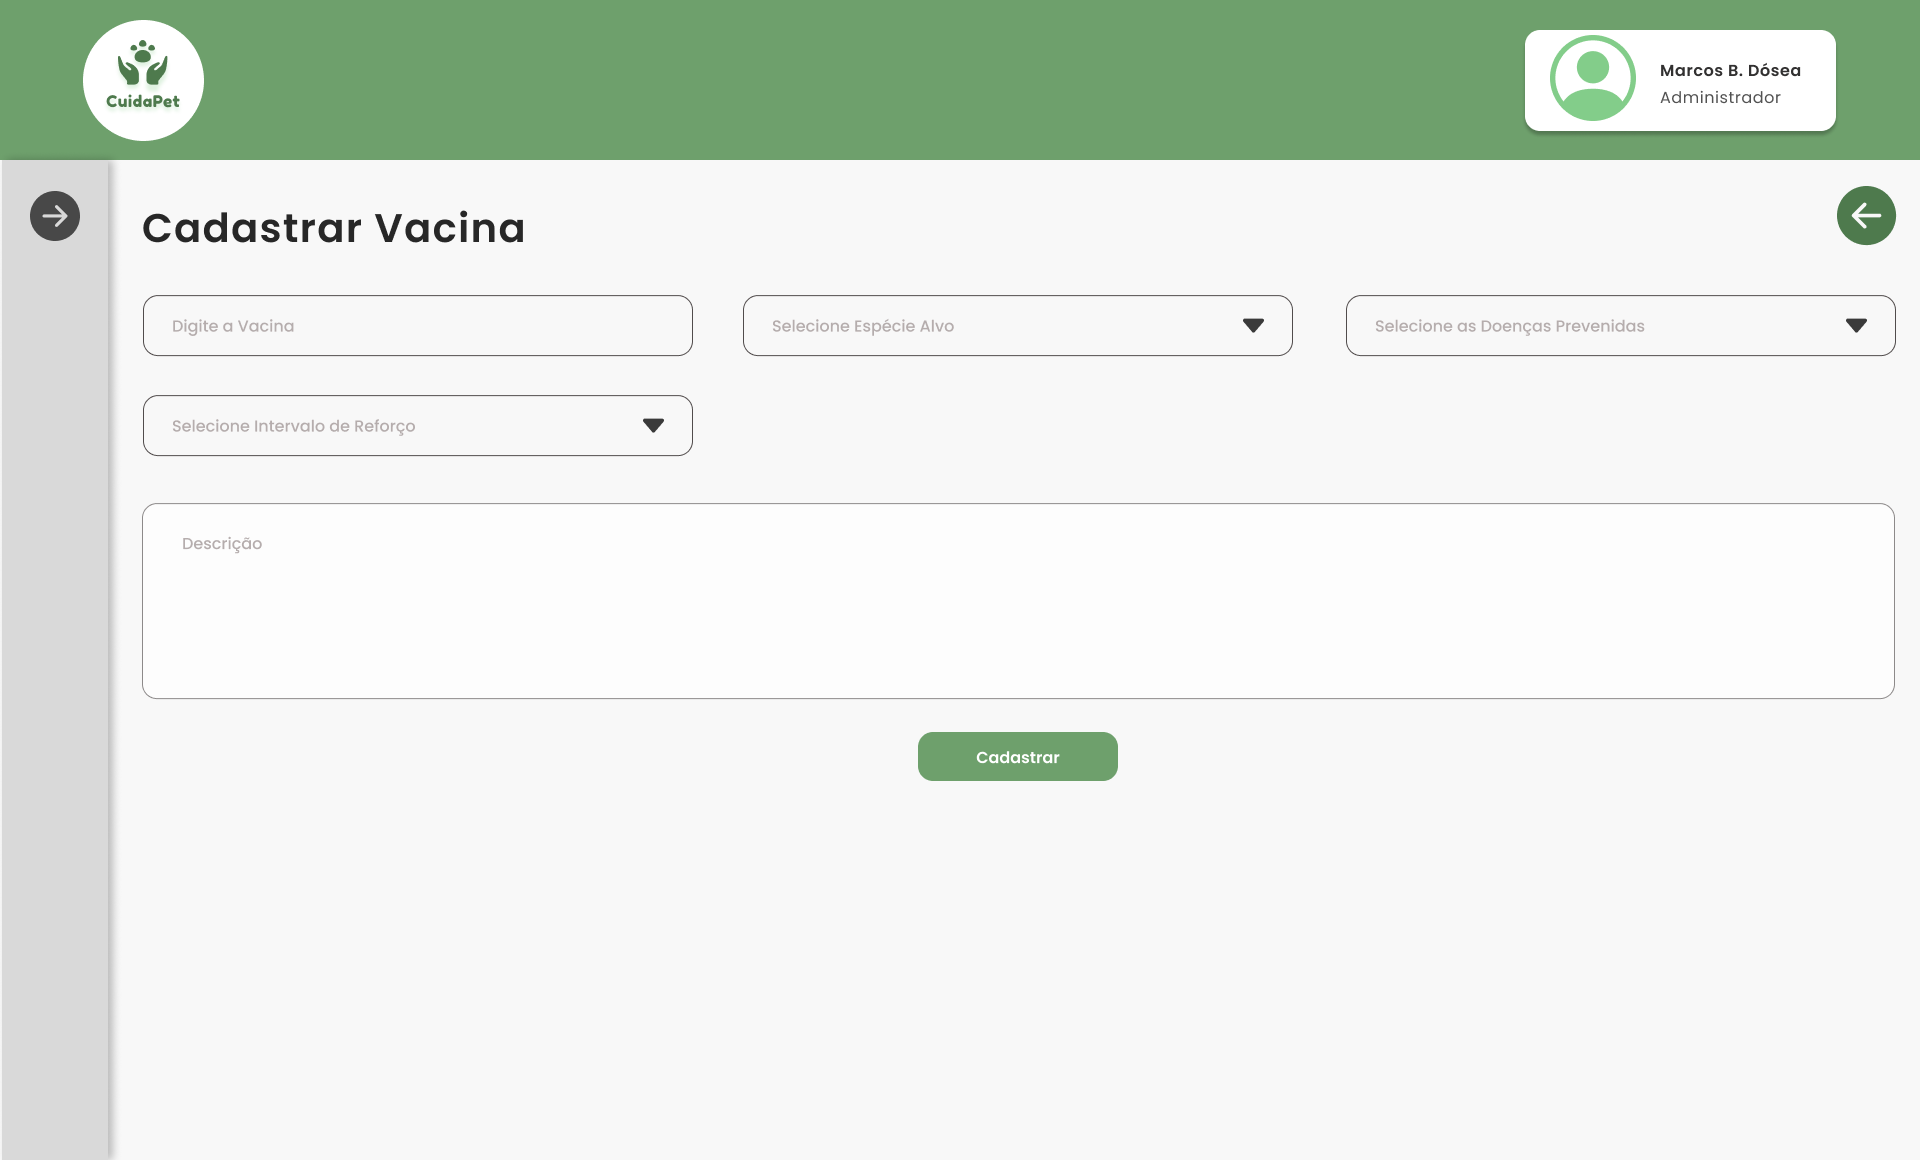 CuidaPet
Marcos B. Dósea
Administrador
Cadastrar Vacina
Digite a Vacina
Selecione Espécie Alvo
Selecione as Doenças Prevenidas
Selecione Intervalo de Reforço
Descrição
Cadastrar